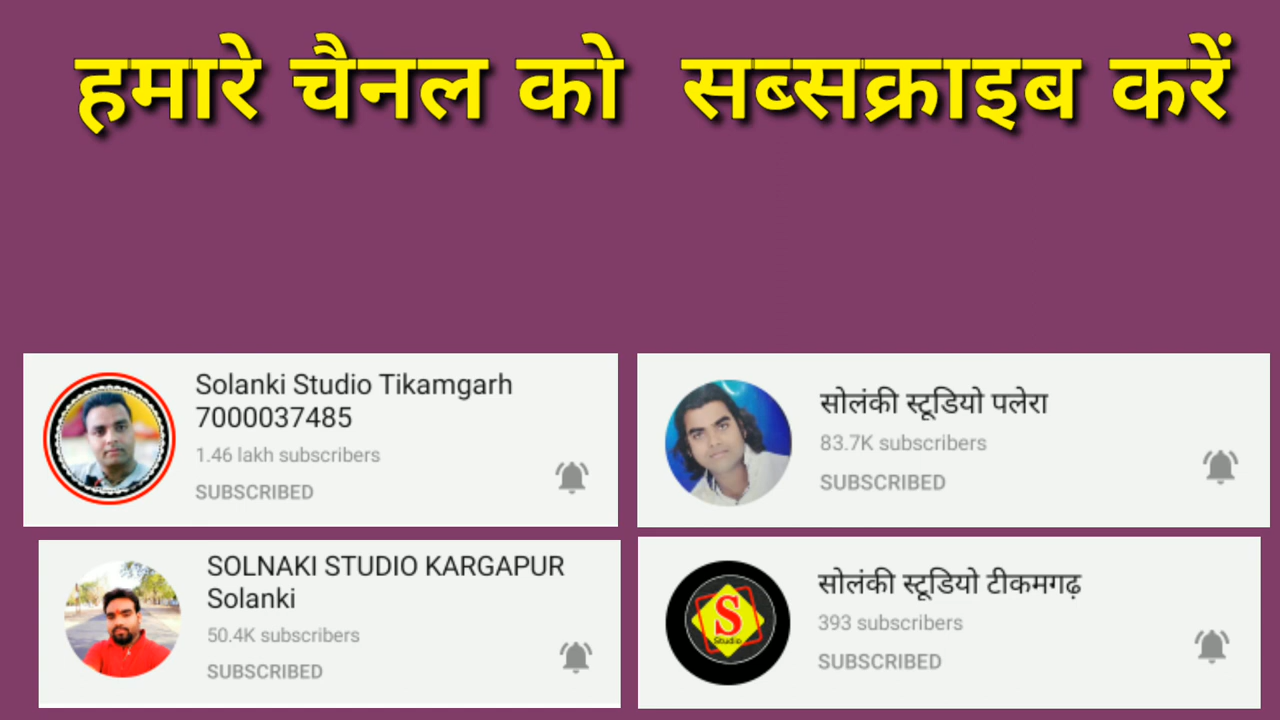 हमारे चैनल को सब्सक्राइब करें
Solanki Studio Tikamgarh
7000037485
1.46 lakh subscribers
SUBSCRIBED
सोलंकी स्टूडियो पलेरा
83.7K subscribers
SUBSCRIBED
SOLNAKI STUDIO KARGAPUR
Solanki
50.4K subscribers
SUBSCRIBED
S
Studio
सोलंकी स्टूडियो टीकमगढ़
393 subscribers
SUBSCRIBED